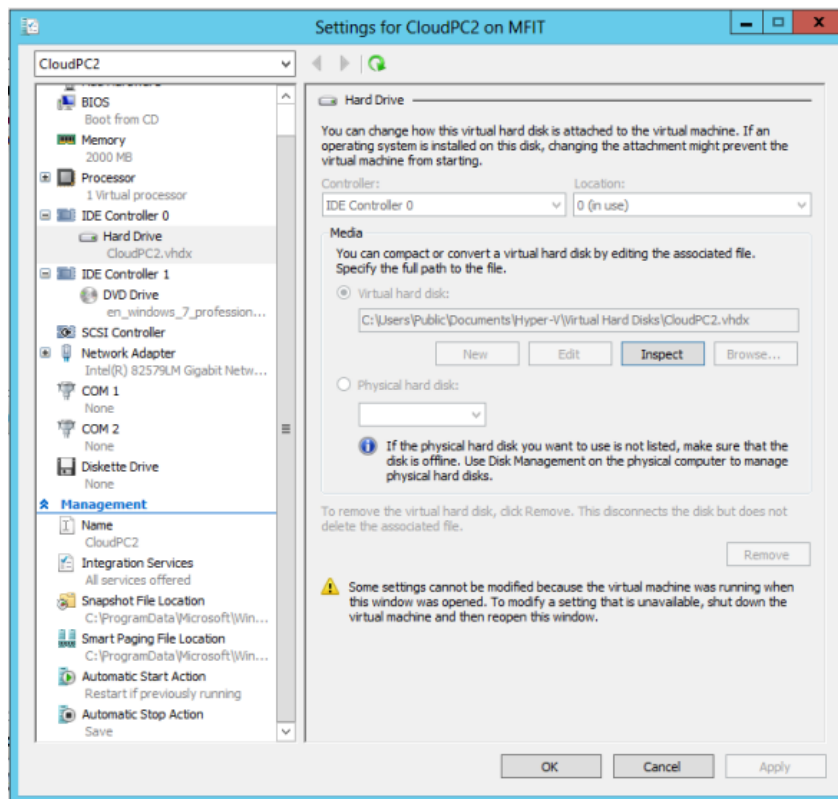 Settings for CloudPC2 on MFIT
CloudPC2
BIOS
Boot from CD
Memory
2000 MB
Processor
1 Virtual processor
IDE Controller 0
Hard Drive
CloudPC2.vhdx
IDE Controller 1
DVD Drive
en_windows_7_profession...
SCSI Controller
Network Adapter
Intel(R) 82579LM Gigabit Netw...
COM 1
None
COM 2
None
Diskette Drive
None
Management
Name
CloudPC2
Integration Services
All services offered
Snapshot File Location
C:\ProgramData\Microsoft\Win...
Smart Paging File Location
C:\ProgramData\Microsoft\Win...
Automatic Start Action
Restart if previously running
Automatic Stop Action
Save
Hard Drive
You can change how this virtual hard disk is attached to the virtual machine. If an
operating system is installed on this disk, changing the attachment might prevent the
virtual machine from starting.
Controller: Location:
IDE Controller 0 0 (in use)
Media
You can compact or convert a virtual hard disk by editing the associated file.
Specify the full path to the file.
Virtual hard disk:
C:\Users\Public\Documents\Hyper-V\Virtual Hard Disks\CloudPC2.vhdx
New Edit Inspect Browse...
Physical hard disk:
If the physical hard disk you want to use is not listed, make sure that the
disk is offline. Use Disk Management on the physical computer to manage
physical hard disks.
To remove the virtual hard disk, click Remove. This disconnects the disk but does not
delete the associated file.
Remove
Some settings cannot be modified because the virtual machine was running when
this window was opened. To modify a setting that is unavailable, shut down the
virtual machine and then reopen this window.
OK Cancel Apply